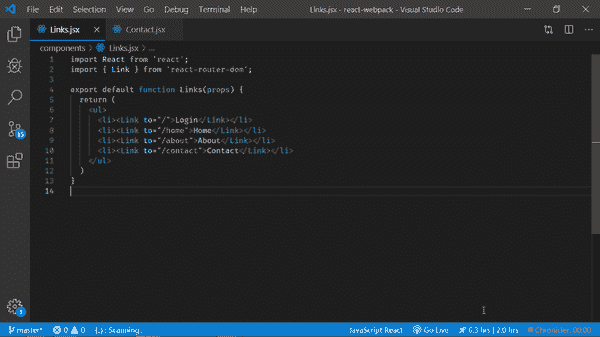 File Edit Selection View Go Debug Terminal Help Links.jsx - react-webpack - Visual Studio Code
Links.jsx Contact.jsx
components > Links.jsx > ...
1 import React from 'react';
2 import { Link } from 'react-router-dom';
3
4 export default function Links(props) {
5 return (
6 <ul>
7 <li><Link to="/">Login</Link></li>
8 <li><Link to="/home">Home</Link></li>
9 <li><Link to="/about">About</Link></li>
10 <li><Link to="/contact">Contact</Link></li>
11 </ul>
12 )
13 }
14
master* 0 0 Scanning.. JavaScript React Go Live 6.3 hrs | 2.0 hrs Chronicler: 00:00